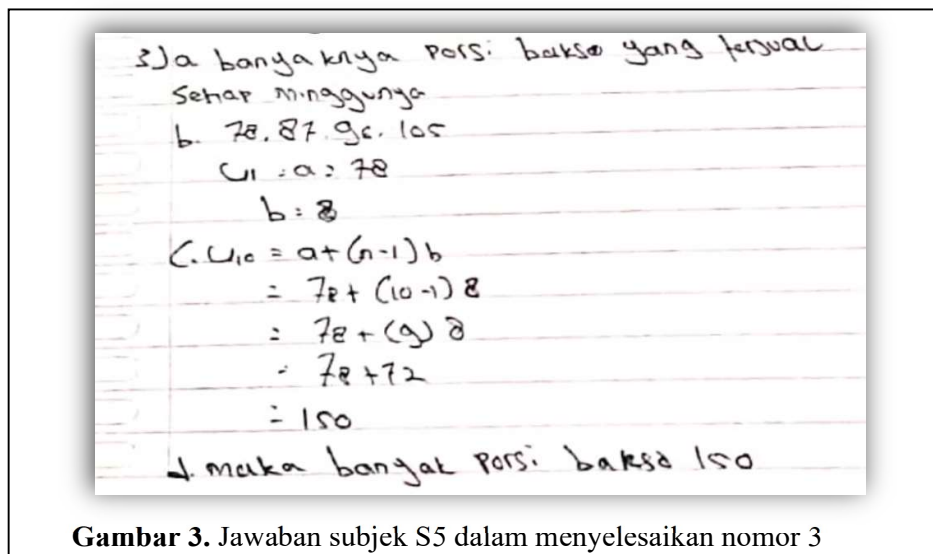 3)a banyaknya porsi bakso yang terjual
Setiap minggunya
b. 78. 87. 96. 105
U1 : a = 78
b = 8
C. U10 = a + (n-1) b
= 78 + (10-1) 8
= 78 + (9) 8
= 78 + 72
= 150
d. maka banyak porsi bakso 150
Gambar 3. Jawaban subjek S5 dalam menyelesaikan nomor 3